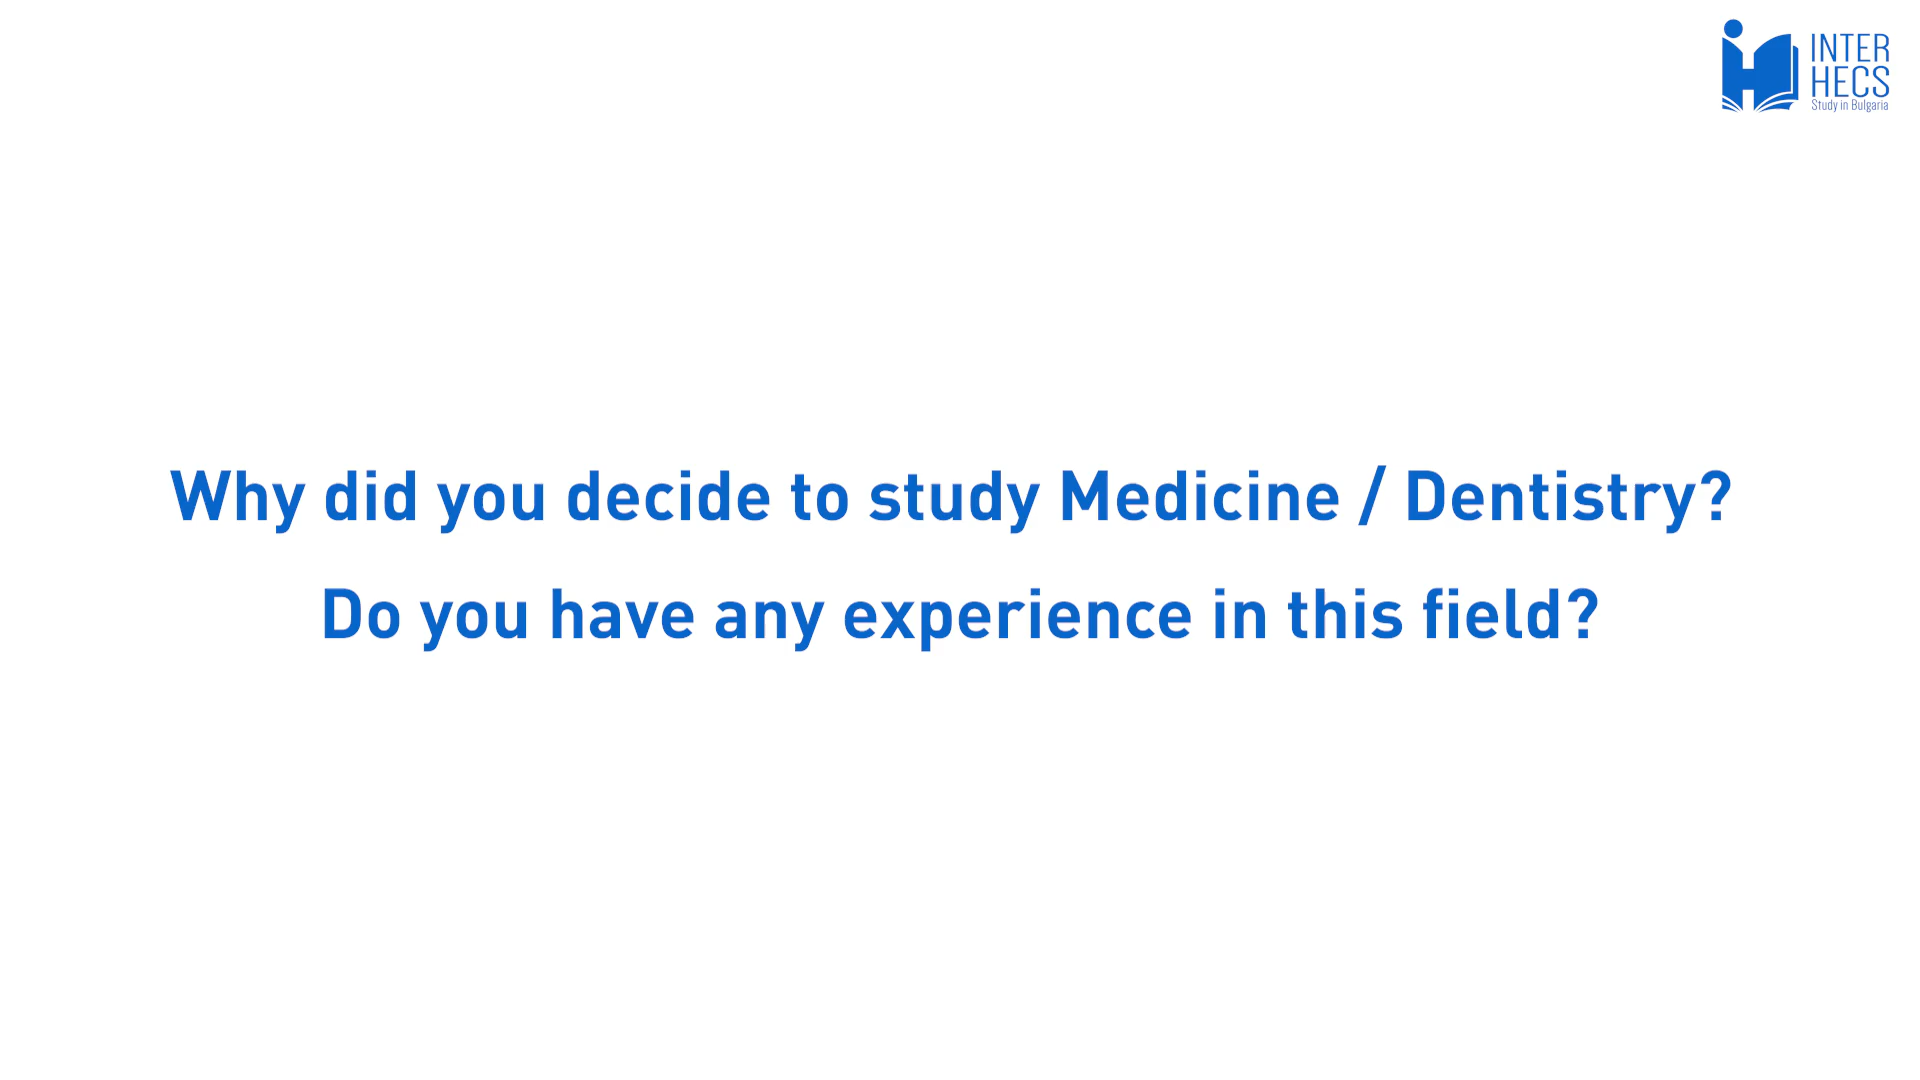 INTER
HECS
Study in Bulgaria
Why did you decide to study Medicine / Dentistry?
Do you have any experience in this field?